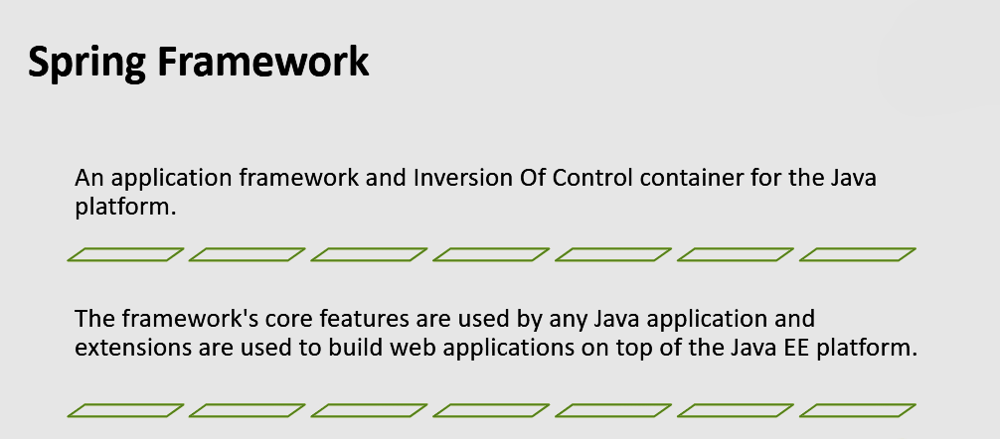 Spring Framework
An application framework and Inversion Of Control container for the Java
platform.
The framework's core features are used by any Java application and
extensions are used to build web applications on top of the Java EE platform.